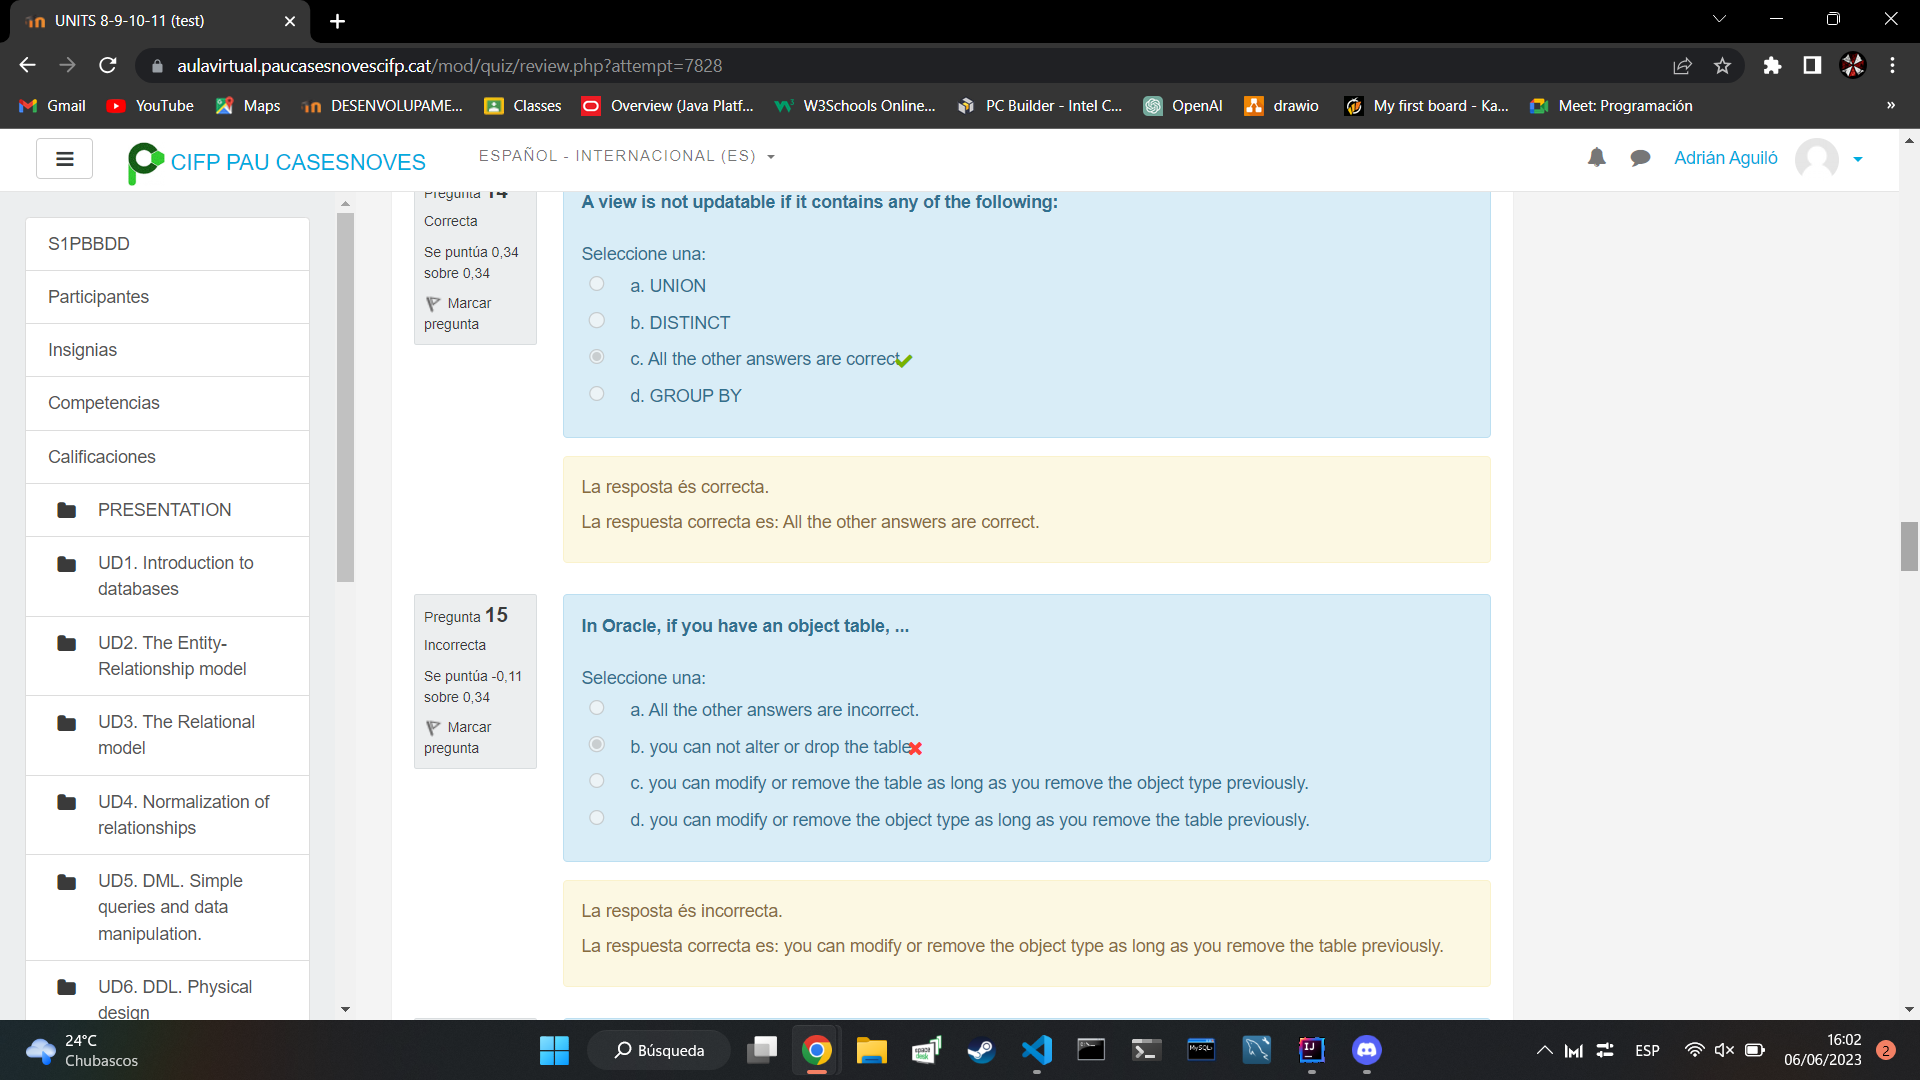 UNITS 8-9-10-11 (test)
aulavirtual.paucasesnovescifp.cat/mod/quiz/review.php?attempt=7828
Gmail
YouTube
Maps
DESENVOLUPAME...
Classes
Overview (Java Platf...
W3Schools Online...
PC Builder - Intel C...
OpenAI
drawio
My first board - Ka...
Meet: Programación
»
CIFP PAU CASESNOVES
ESPAÑOL - INTERNACIONAL (ES)
Adrián Aguiló
S1PBBDD
Participantes
Insignias
Competencias
Calificaciones
PRESENTATION
UD1. Introduction to
databases
UD2. The Entity-
Relationship model
UD3. The Relational
model
UD4. Normalization of
relationships
UD5. DML. Simple
queries and data
manipulation.
UD6. DDL. Physical
design
Pregunta 14
Correcta
Se puntúa 0,34
sobre 0,34
Marcar
pregunta
A view is not updatable if it contains any of the following:
Seleccione una:
a. UNION
b. DISTINCT
c. All the other answers are correct
d. GROUP BY
La resposta és correcta.
La respuesta correcta es: All the other answers are correct.
Pregunta 15
Incorrecta
Se puntúa -0,11
sobre 0,34
Marcar
pregunta
In Oracle, if you have an object table, ...
Seleccione una:
a. All the other answers are incorrect.
b. you can not alter or drop the table
c. you can modify or remove the table as long as you remove the object type previously.
d. you can modify or remove the object type as long as you remove the table previously.
La resposta és incorrecta.
La respuesta correcta es: you can modify or remove the object type as long as you remove the table previously.
24°C
Chubascos
Búsqueda
space
desk
MySQL
IJ
ESP
16:02
06/06/2023
2